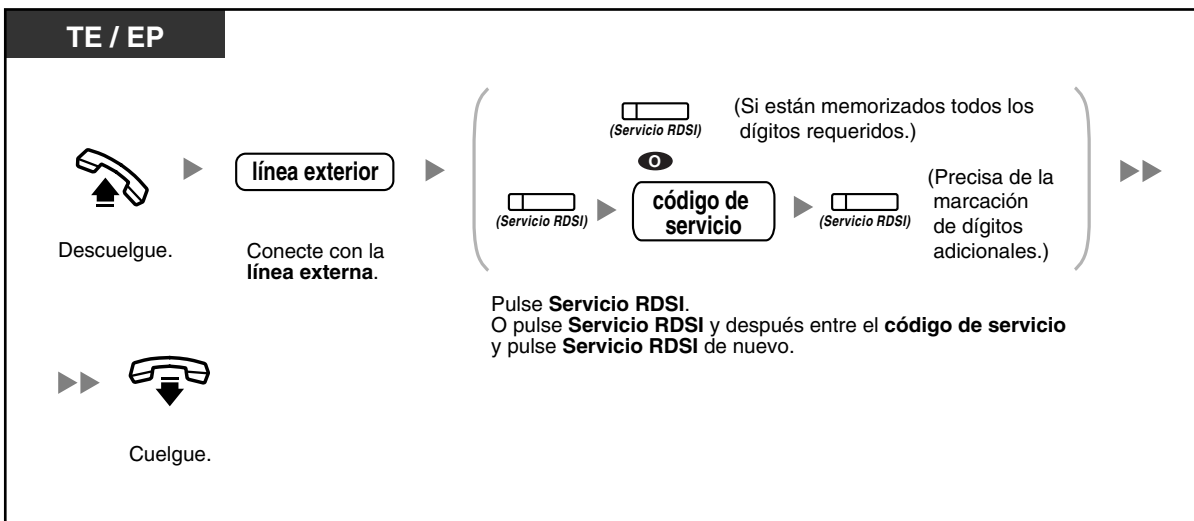 TE / EP
(Servicio RDSI)
(Si están memorizados todos los
dígitos requeridos.)
O
línea exterior
(Servicio RDSI)
código de
servicio
(Servicio RDSI)
(Precisa de la
marcación
de dígitos
adicionales.)
Descuelgue.
Conecte con la
línea externa.
Pulse Servicio RDSI.
O pulse Servicio RDSI y después entre el código de servicio
y pulse Servicio RDSI de nuevo.
Cuelgue.